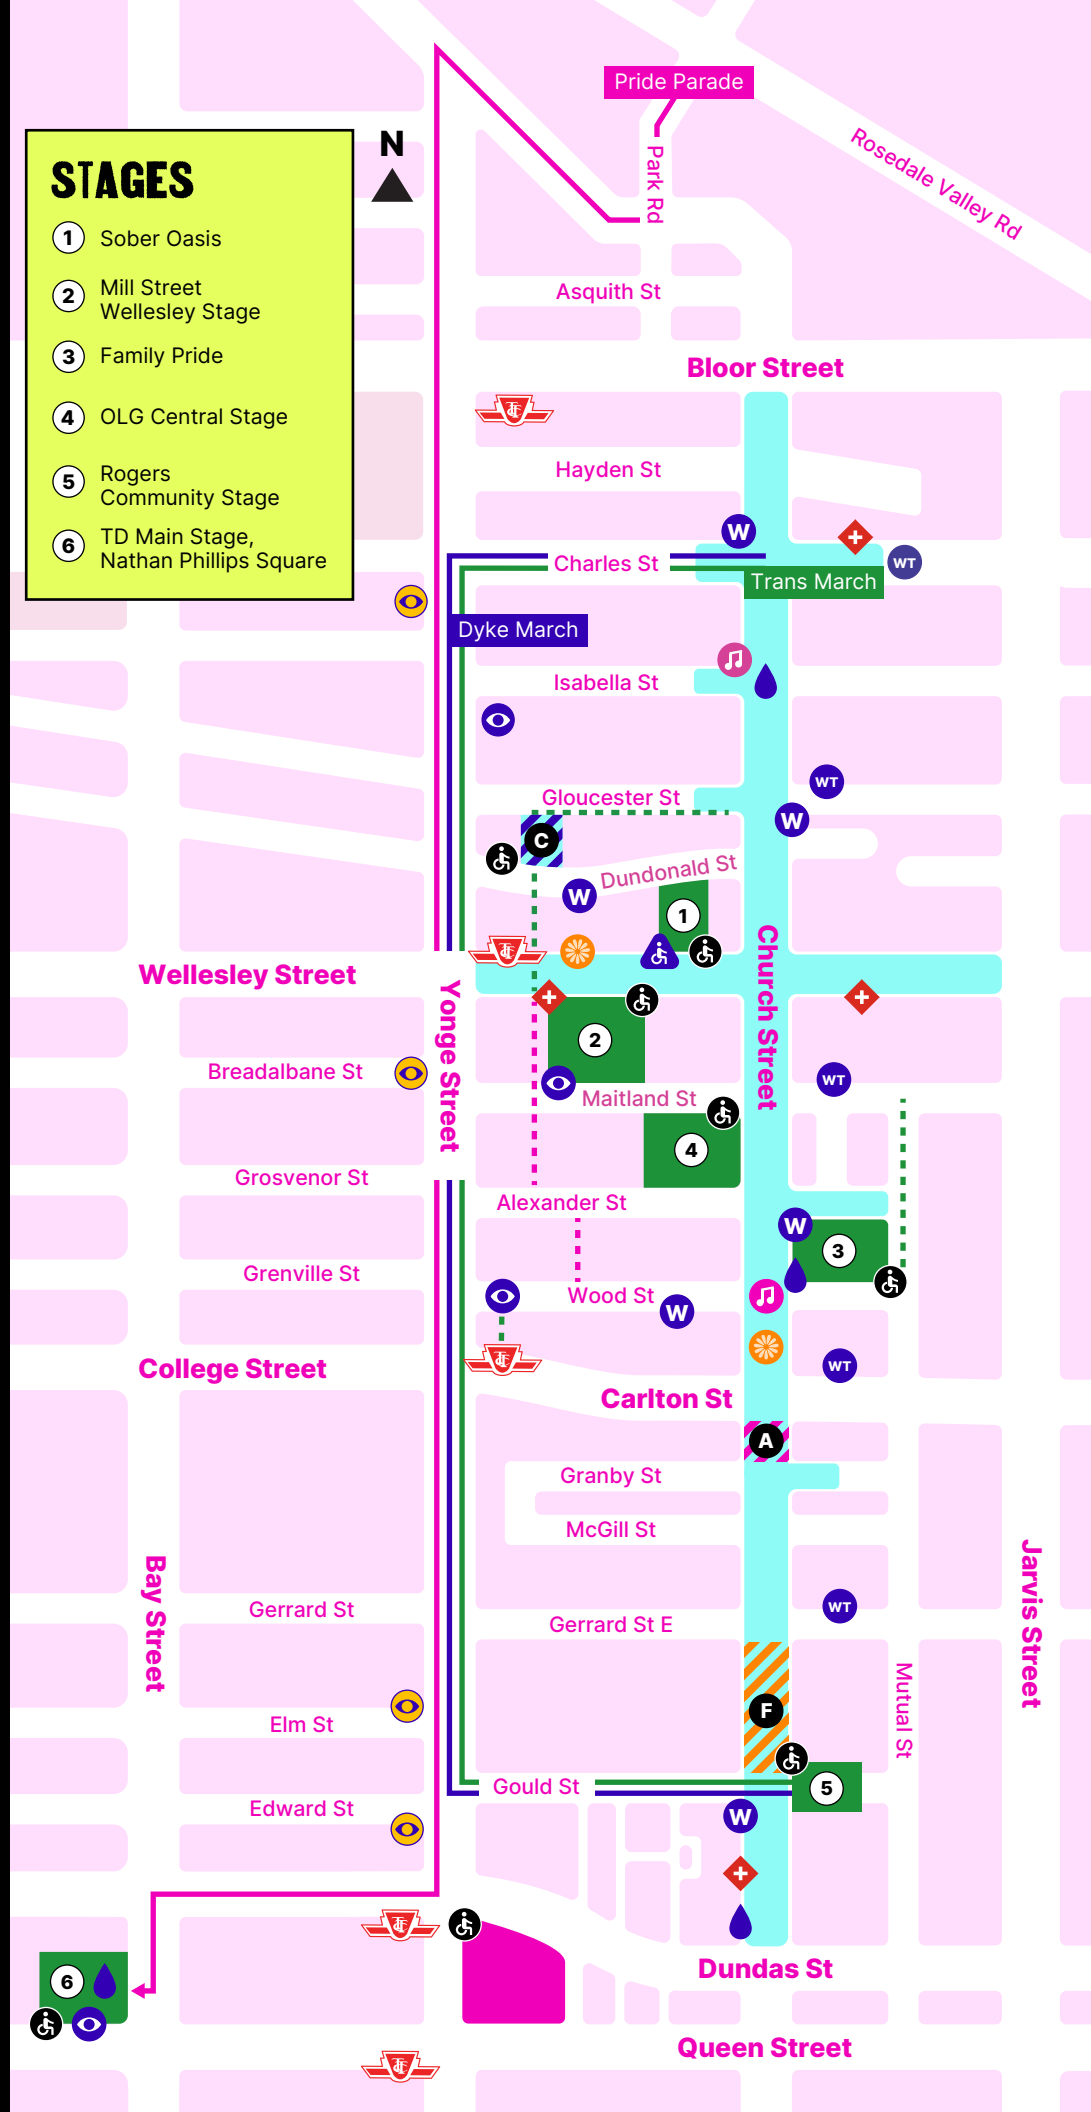 Pride Parade
Park Rd
Rosedale Valley Rd
N
STAGES
1 Sober Oasis
2 Mill Street
Wellesley Stage
3 Family Pride
4 OLG Central Stage
5 Rogers
Community Stage
6 TD Main Stage,
Nathan Phillips Square
Asquith St
Bloor Street
Hayden St
W
Charles St
WT
Trans March
Dyke March
Isabella St
WT
Gloucester St
W
C
Dundonald St
W
1
Church Street
Wellesley Street
Yonge Street
2
Breadalbane St
WT
Maitland St
4
Grosvenor St
Alexander St
W
3
Grenville St
Wood St
W
WT
College Street
Carlton St
A
Granby St
McGill St
Bay Street
Jarvis Street
Gerrard St
WT
Gerrard St E
Mutual St
F
Elm St
Gould St
5
Edward St
W
Dundas St
6
Queen Street